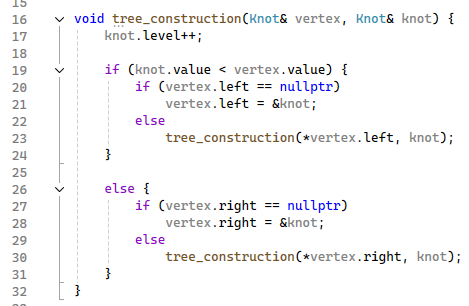 15
16 void tree_construction(Knot& vertex, Knot& knot) {
17     knot.level++;
18
19     if (knot.value < vertex.value) {
20         if (vertex.left == nullptr)
21             vertex.left = &knot;
22         else
23             tree_construction(*vertex.left, knot);
24     }
25
26     else {
27         if (vertex.right == nullptr)
28             vertex.right = &knot;
29         else
30             tree_construction(*vertex.right, knot);
31     }
32 }